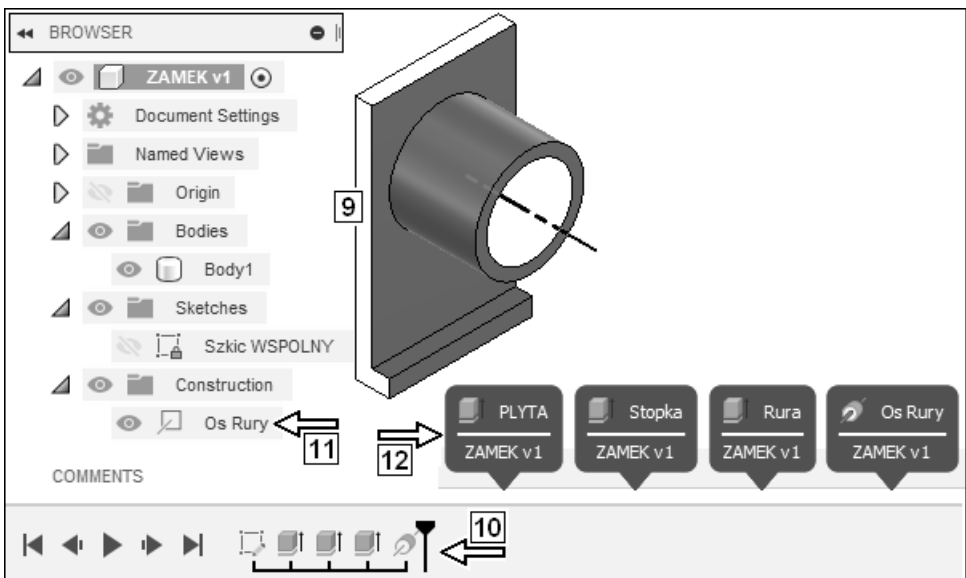 BROWSER
ZAMEK v1
Document Settings
Named Views
Origin
9
Bodies
Body1
Sketches
Szkic WSPOLNY
Construction
Os Rury
11
12
PLYTA
ZAMEK v1
Stopka
ZAMEK v1
Rura
ZAMEK v1
Os Rury
ZAMEK v1
COMMENTS
10